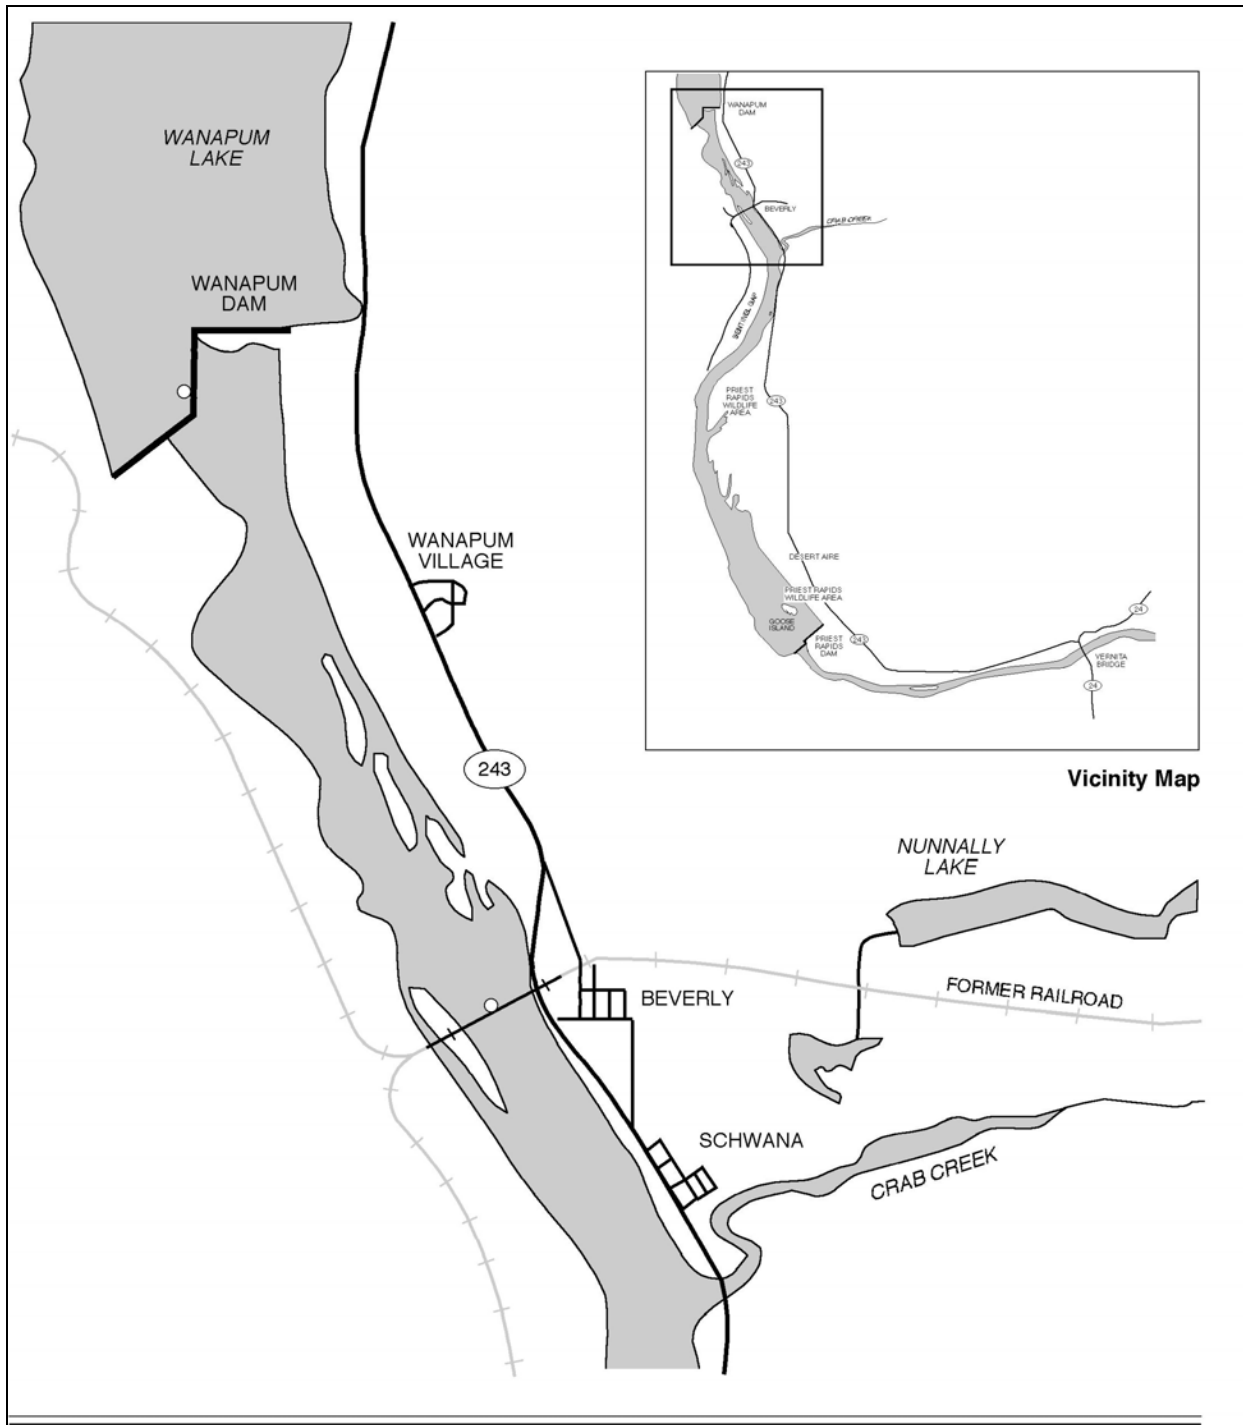 WANAPUM
LAKE
WANAPUM
DAM
WANAPUM
VILLAGE
243
BEVERLY
SCHWANA
NUNNALLY
LAKE
FORMER RAILROAD
CRAB CREEK
WANAPUM
DAM
243
BEVERLY
CRAB CREEK
SENTINEL GAP
PRIEST
RAPIDS
WILDLIFE
AREA
243
DESERT AIRE
PRIEST RAPIDS
WILDLIFE AREA
GOOSE
ISLAND
PRIEST
RAPIDS
DAM
243
24
VERNITA
BRIDGE
24
Vicinity Map